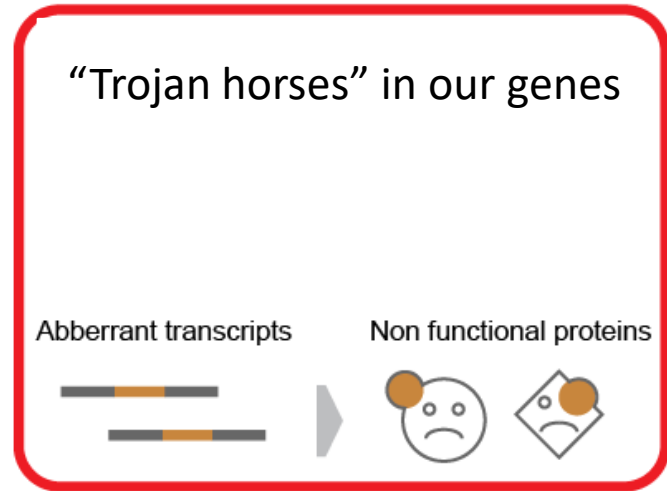 “Trojan horses” in our genes
Abberrant transcripts
Non functional proteins